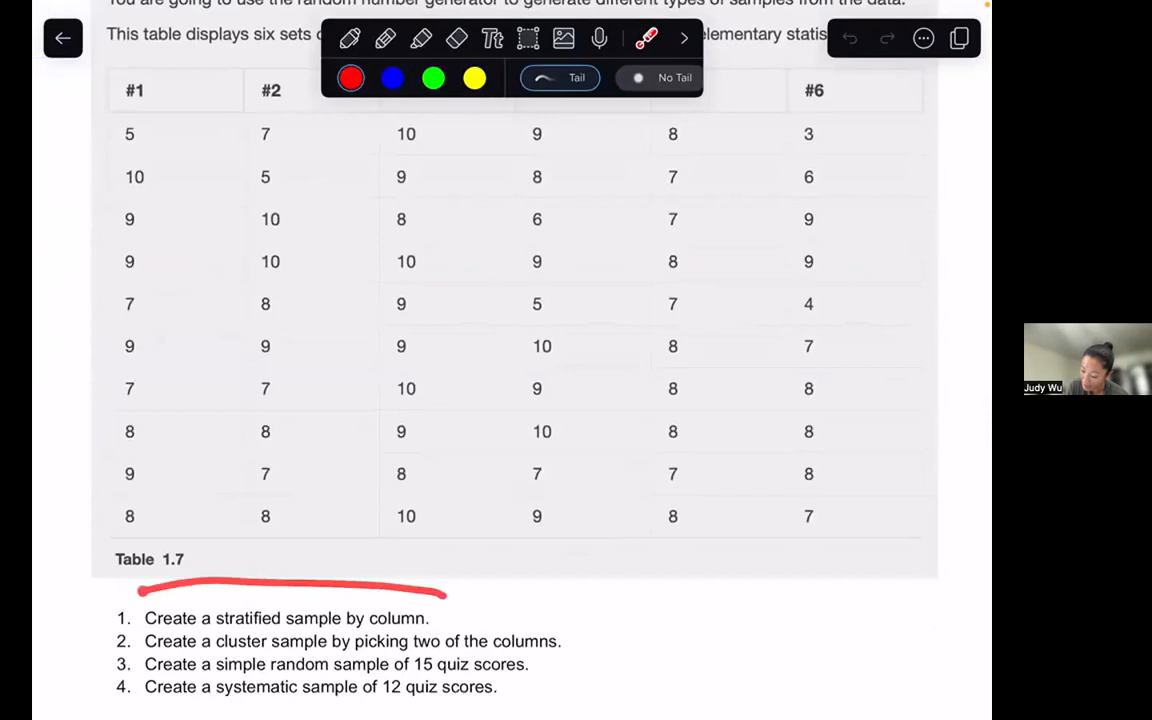 You are going to use the random number generator to generate different types of samples from the data.
This table displays six sets
elementary statis
Tt
Tail
No Tail
#1 #2 #6
5 7 10 9 8 3
10 5 9 8 7 6
9 10 8 6 7 9
9 10 10 9 8 9
7 8 9 5 7 4
9 9 9 10 8 7
7 7 10 9 8 8
8 8 9 10 8 8
9 7 8 7 7 8
8 8 10 9 8 7
Table 1.7
1. Create a stratified sample by column.
2. Create a cluster sample by picking two of the columns.
3. Create a simple random sample of 15 quiz scores.
4. Create a systematic sample of 12 quiz scores.
Judy Wu